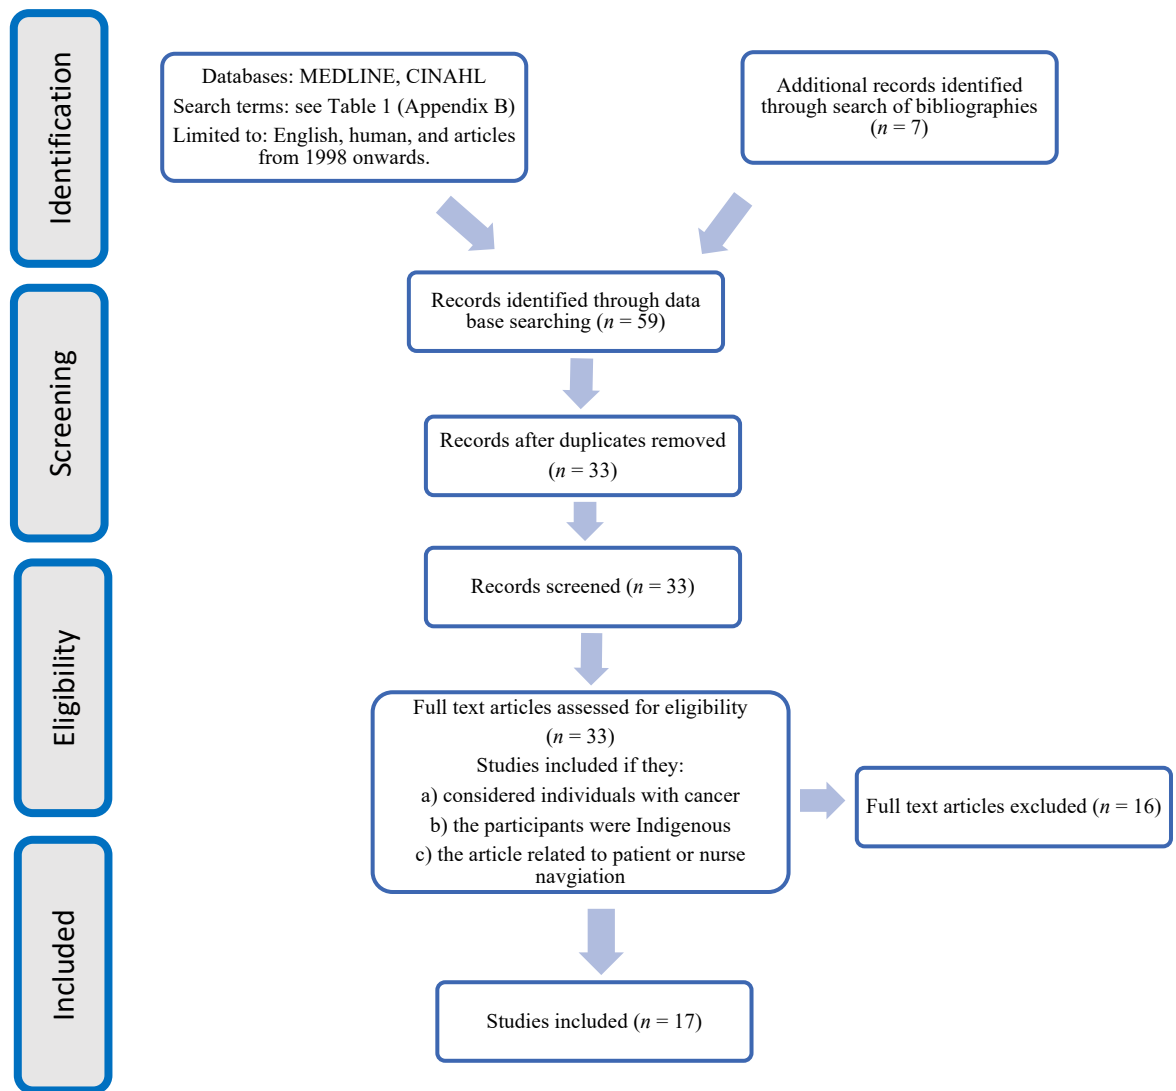 Identification
Databases: MEDLINE, CINAHL
Search terms: see Table 1 (Appendix B)
Limited to: English, human, and articles
from 1998 onwards.
Additional records identified
through search of bibliographies
(n = 7)
Screening
Records identified through data
base searching (n = 59)
Records after duplicates removed
(n = 33)
Records screened (n = 33)
Eligibility
Full text articles assessed for eligibility
(n = 33)
Studies included if they:
a) considered individuals with cancer
b) the participants were Indigenous
c) the article related to patient or nurse
navgiation
Full text articles excluded (n = 16)
Included
Studies included (n = 17)